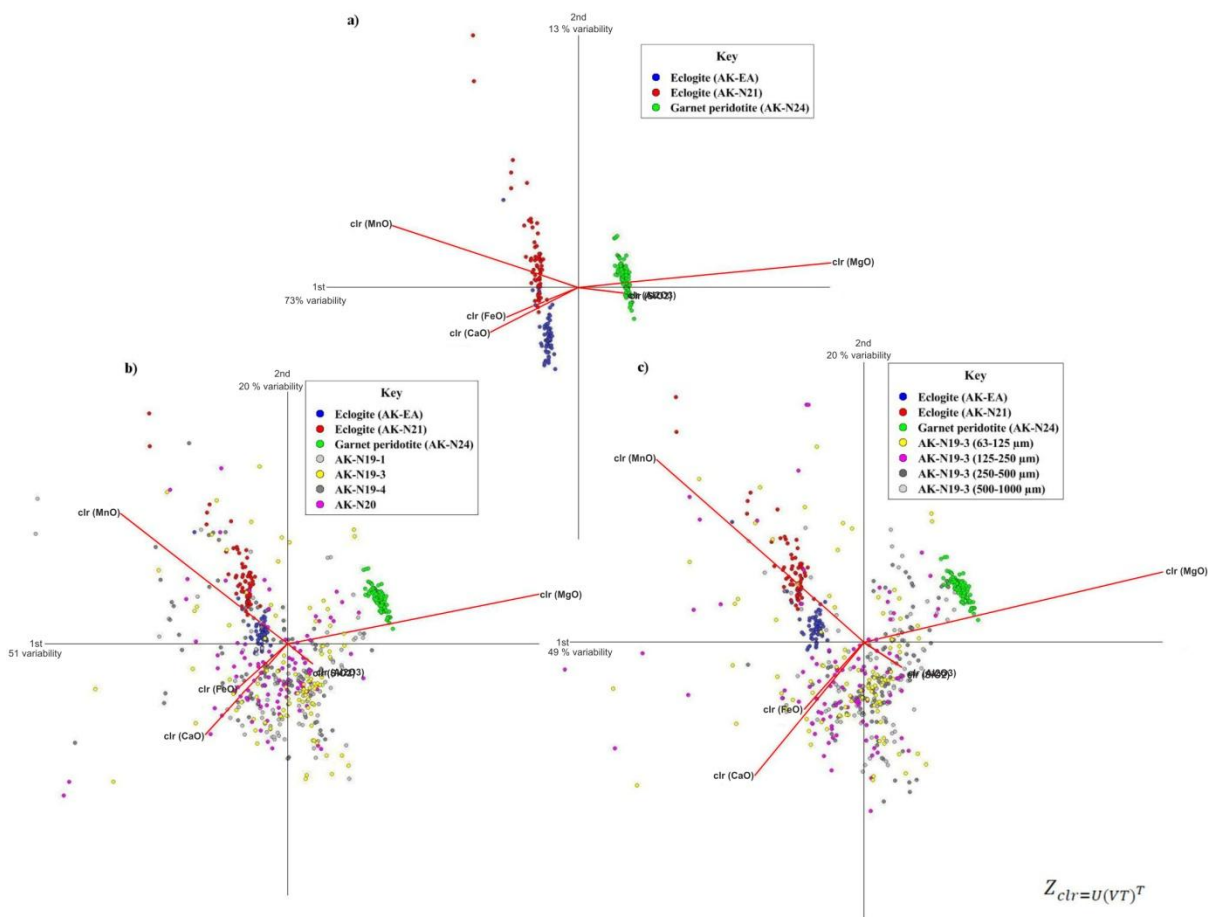 a)
2nd
13 % variability
Key
Eclogite (AK-EA)
Eclogite (AK-N21)
Garnet peridotite (AK-N24)
clr (MnO)
clr (MgO)
1st
73% variability
clr (FeO)
clr (CaO)
b)
2nd
20 % variability
Key
Eclogite (AK-EA)
Eclogite (AK-N21)
Garnet peridotite (AK-N24)
AK-N19-1
AK-N19-3
AK-N19-4
AK-N20
clr (MnO)
clr (MgO)
1st
51 variability
clr (FeO)
clr (CaO)
c)
2nd
20 % variability
Key
Eclogite (AK-EA)
Eclogite (AK-N21)
Garnet peridotite (AK-N24)
AK-N19-3 (63-125 µm)
AK-N19-3 (125-250 µm)
AK-N19-3 (250-500 µm)
AK-N19-3 (500-1000 µm)
clr (MnO)
clr (MgO)
1st
49 % variability
clr (FeO)
clr (CaO)
Z_{clr=U(VT)}^T